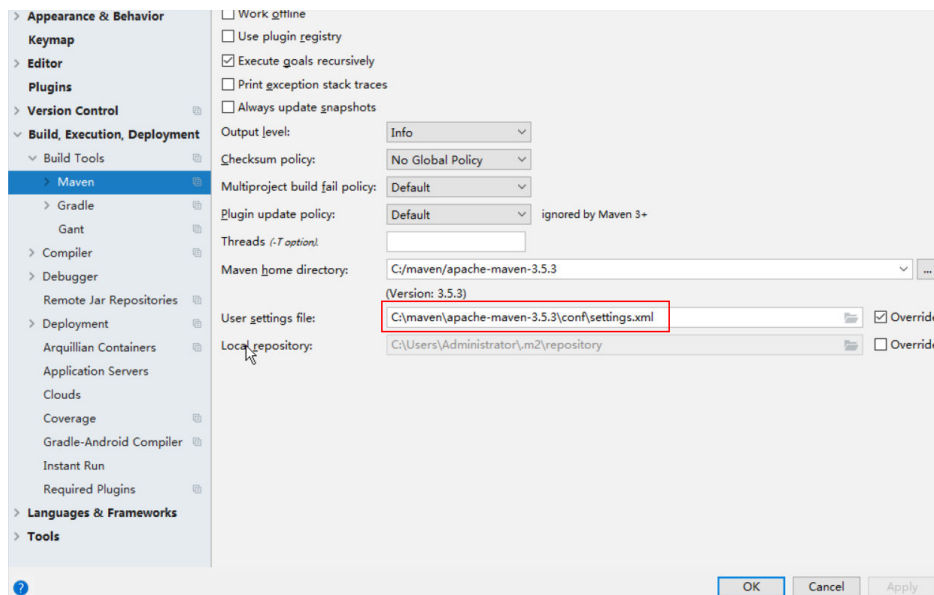 Appearance & Behavior
Keymap
Editor
Plugins
Version Control
Build, Execution, Deployment
Build Tools
Maven
Gradle
Gant
Compiler
Debugger
Remote Jar Repositories
Deployment
Arquillian Containers
Application Servers
Clouds
Coverage
Gradle-Android Compiler
Instant Run
Required Plugins
Languages & Frameworks
Tools
Work offline
Use plugin registry
Execute goals recursively
Print exception stack traces
Always update snapshots
Output level: Info
Checksum policy: No Global Policy
Multiproject build fail policy: Default
Plugin update policy: Default ignored by Maven 3+
Threads (-T option).
Maven home directory: C:/maven/apache-maven-3.5.3 ...
(Version: 3.5.3)
User settings file: C:\maven\apache-maven-3.5.3\conf\settings.xml Override
Local repository: C:\Users\Administrator\.m2\repository Override
? OK Cancel Apply